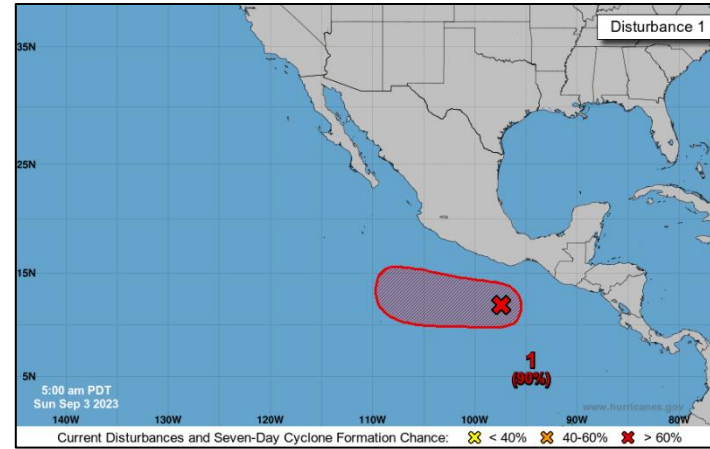 Disturbance 1
35N
25N
15N
5N
1
(90%)
5:00 am PDT
Sun Sep 3 2023
www.hurricanes.gov
140W 130W 120W 110W 100W 90W 80W
Current Disturbances and Seven-Day Cyclone Formation Chance: < 40% 40-60% > 60%